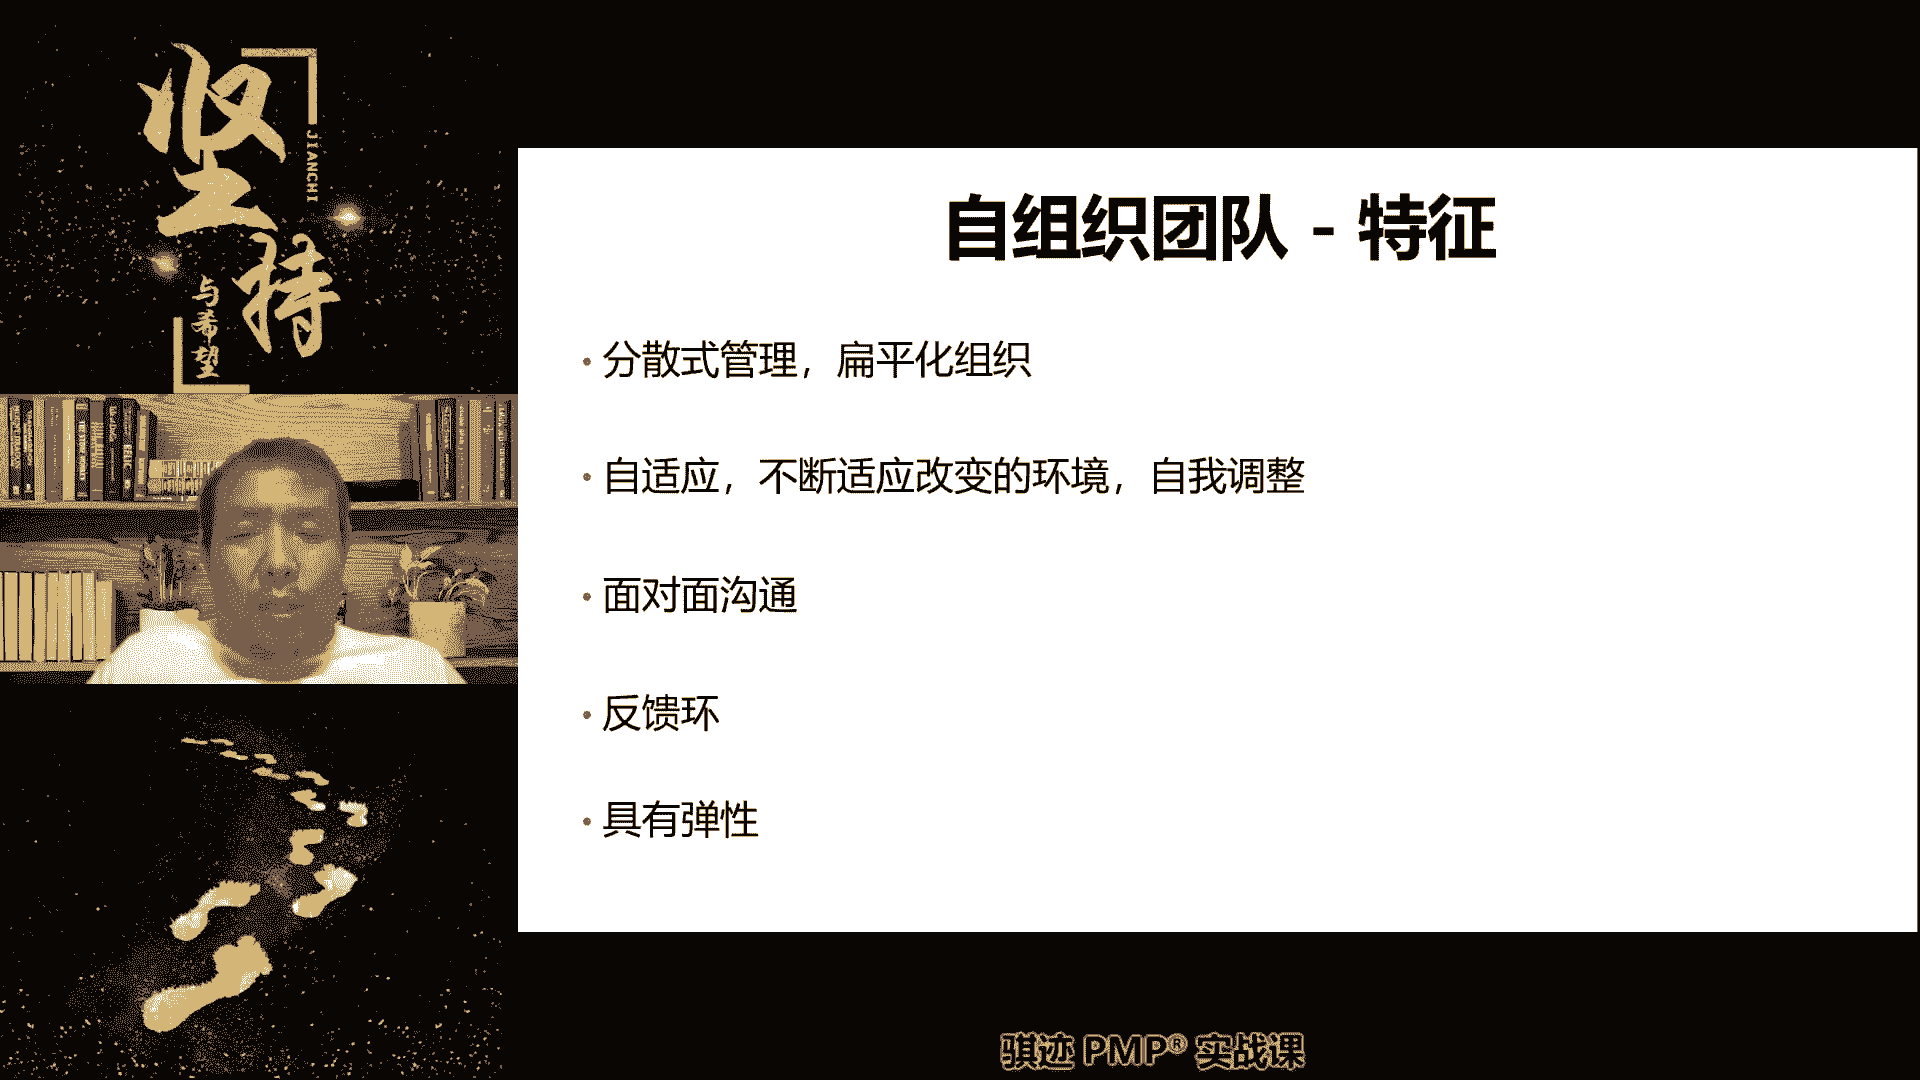 坚持
JIANCHI
与希望
自组织团队 - 特征
• 分散式管理，扁平化组织
• 自适应，不断适应改变的环境，自我调整
• 面对面沟通
• 反馈环
• 具有弹性
骐迹 PMP® 实战课